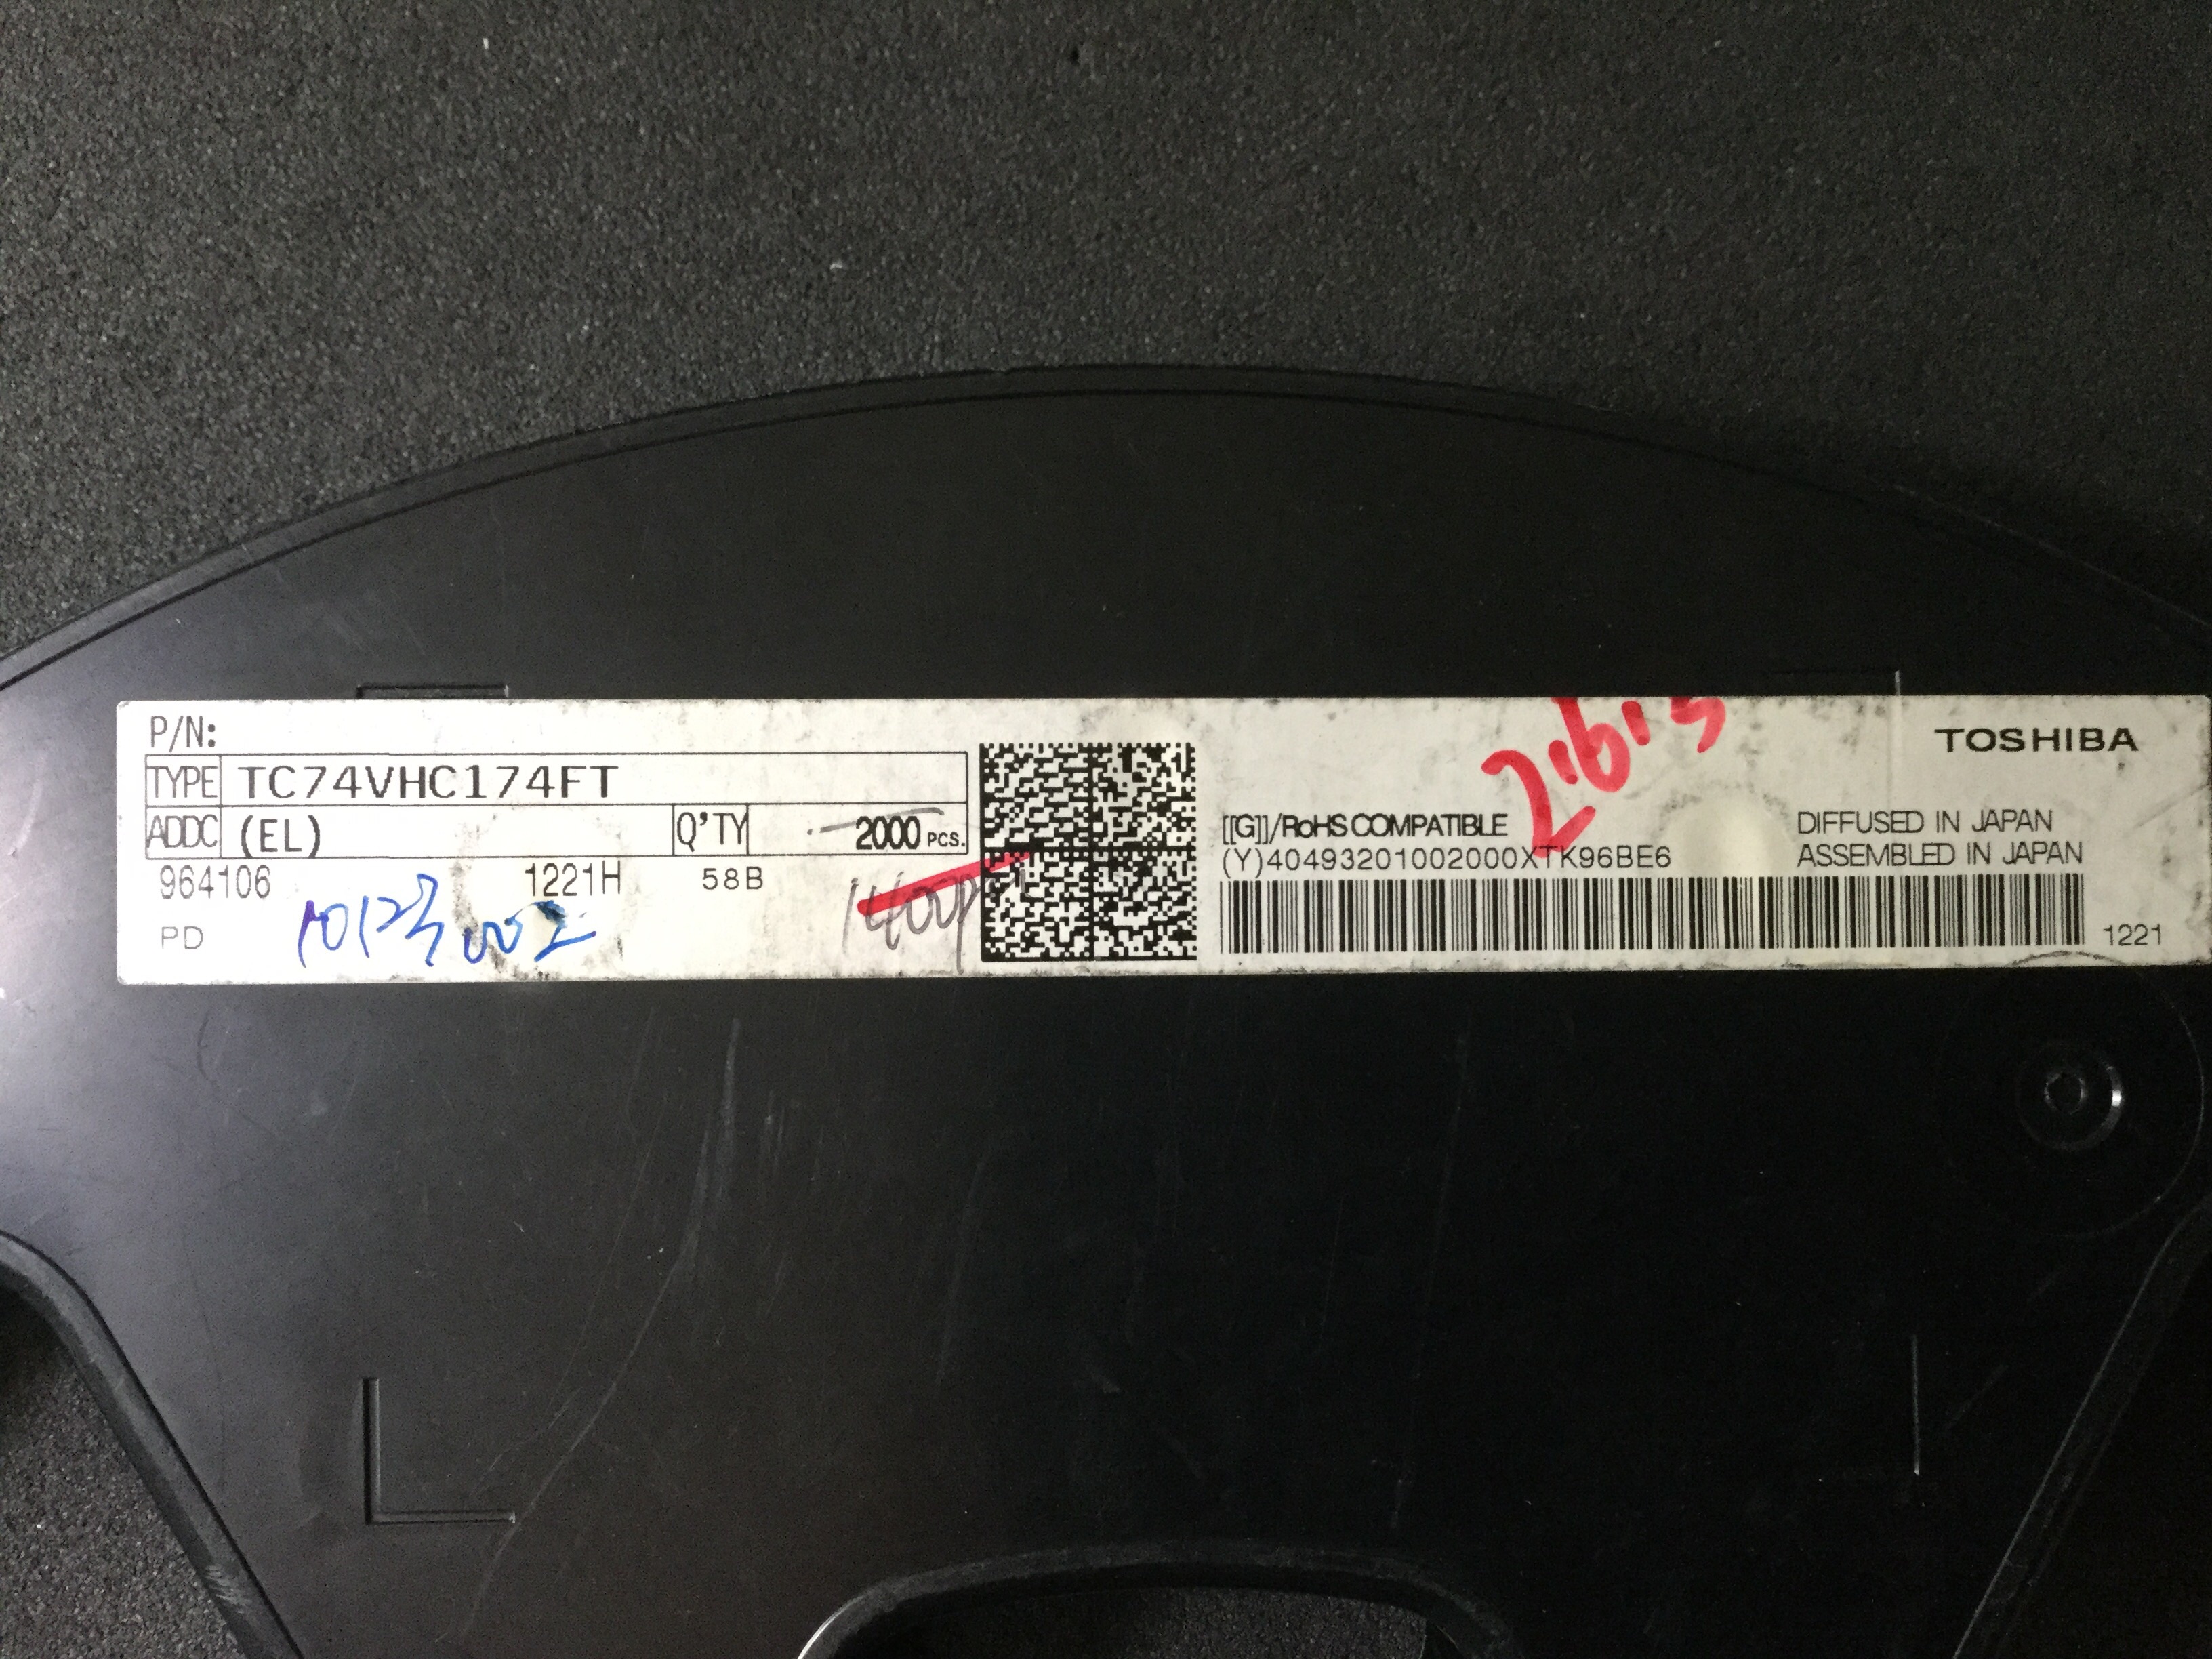 P/N:
TOSHIBA
TYPE TC74VHC174FT
ADDC (EL) Q'TY 2000 PCS.
[[G]]/RoHS COMPATIBLE
DIFFUSED IN JAPAN
(Y)40493201002000XTK96BE6
ASSEMBLED IN JAPAN
964106 1221H 58B
PD
1221